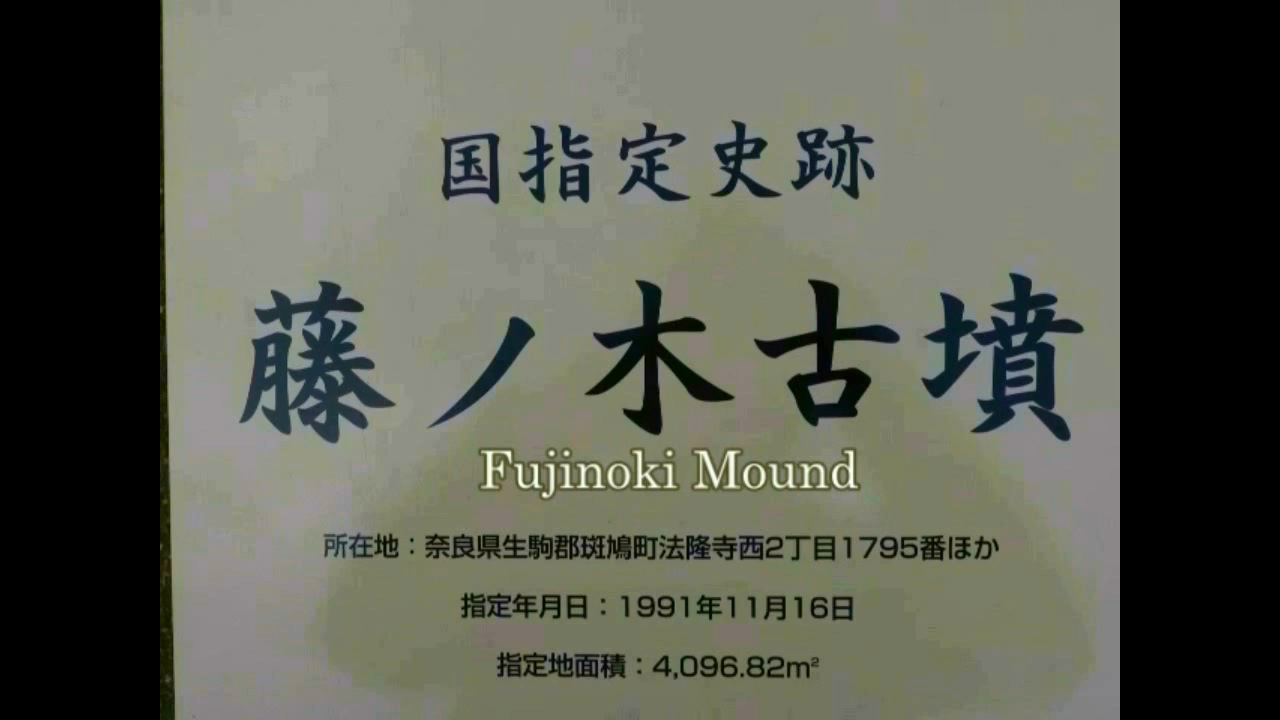 国指定史跡
藤ノ木古墳
Fujinoki Mound
所在地：奈良県生駒郡斑鳩町法隆寺西2丁目1795番ほか
指定年月日：1991年11月16日
指定地面積：4,096.82m²